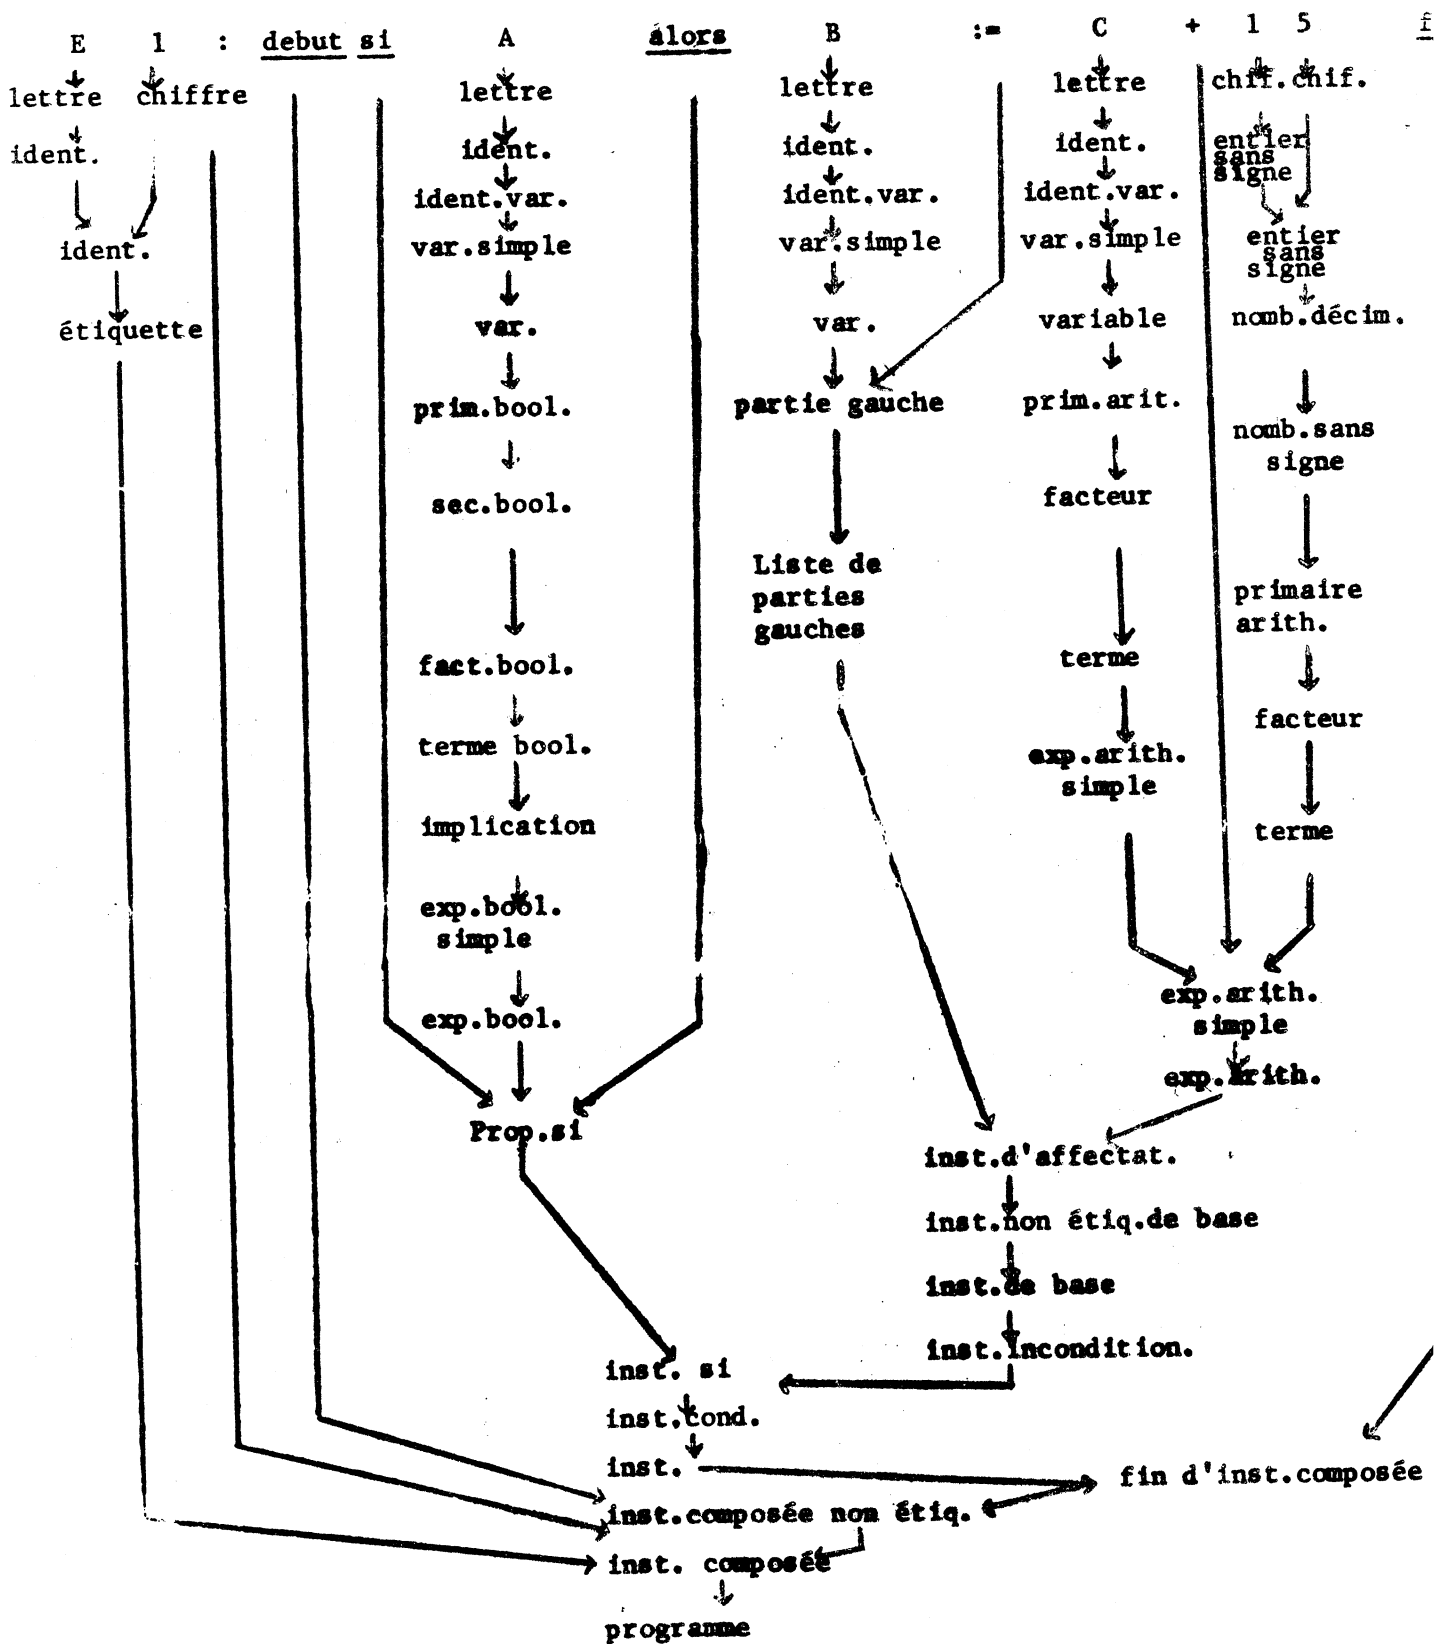 E 1 : debut si A álors B := C + 1 5 f
lettre chiffre lettre lettre lettre chif. chif.
ident. ident. ident. ident. entier
sans
signe
ident.var. ident.var. ident.var.
ident. var.simple var.simple var.simple entier
sans
signe
étiquette var. var. variable nomb.décim.
prim.bool. partie gauche prim.arit. nomb.sans
signe
sec.bool. facteur
Liste de
parties
gauches
primaire
arith.
fact.bool. terme
facteur
terme bool. exp.arith.
simple
implication terme
exp.bool.
simple
exp.bool. exp.arith.
simple
exp.arith.
Prop.si
inst.d'affectat.
inst.non étiq.de base
inst.de base
inst.incondition.
inst. si
inst.cond.
inst. fin d'inst.composée
inst.composée non étiq.
inst. composée
programme